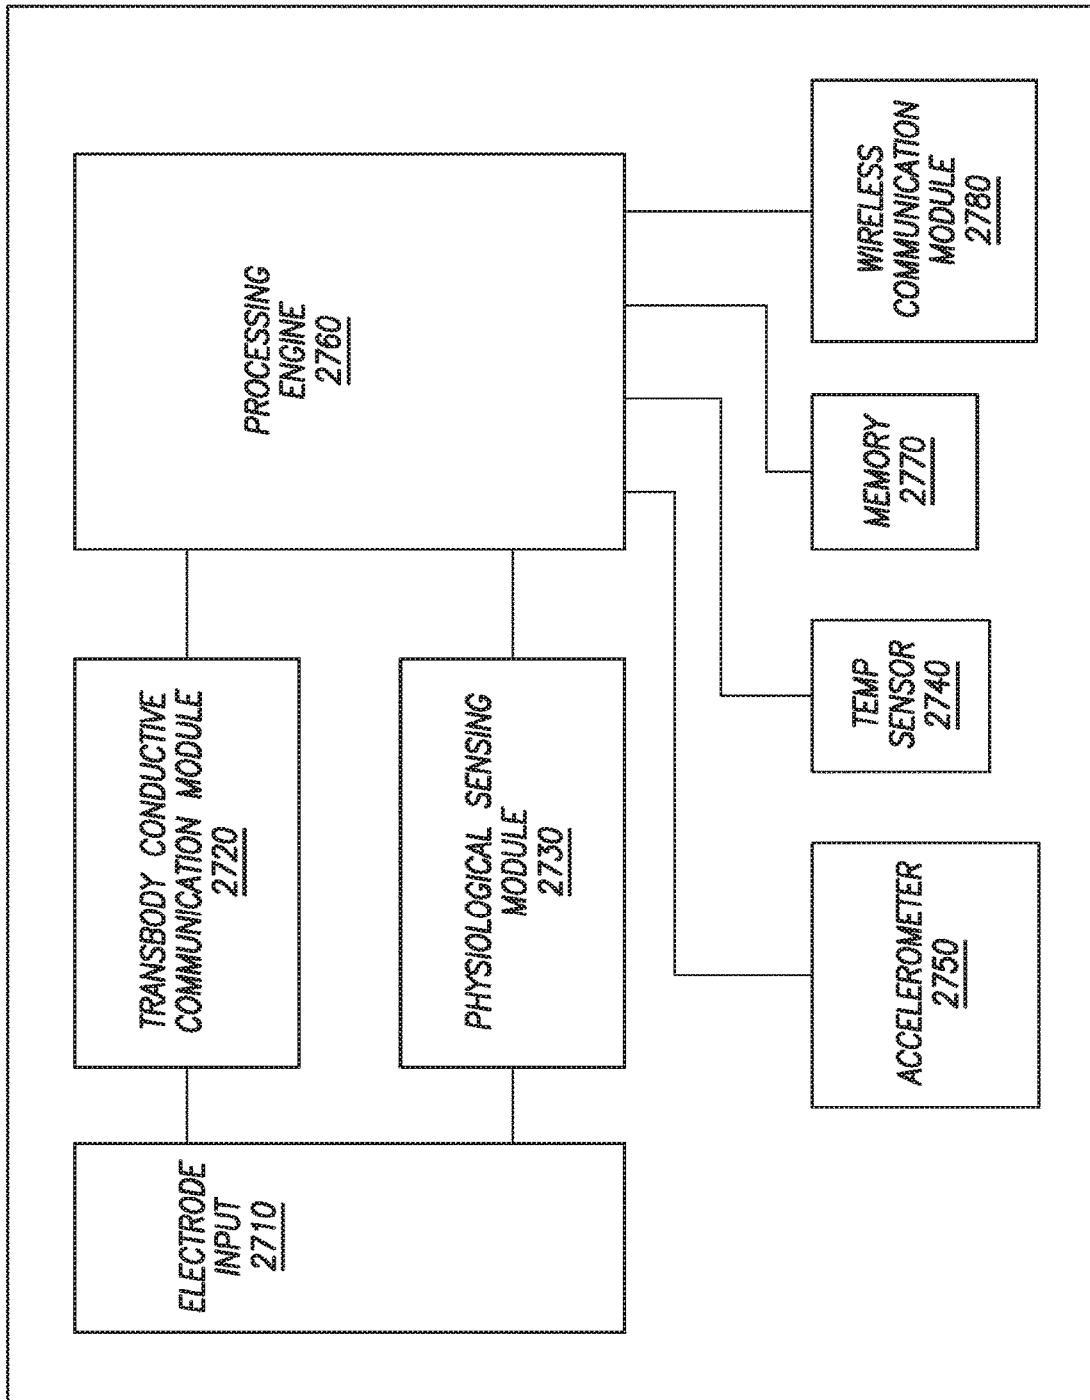 ELECTRODE
INPUT
2710
TRANSBODY CONDUCTIVE
COMMUNICATION MODULE
2720
PHYSIOLOGICAL SENSING
MODULE
2730
PROCESSING
ENGINE
2760
ACCELEROMETER
2750
TEMP
SENSOR
2740
MEMORY
2770
WIRELESS
COMMUNICATION
MODULE
2780